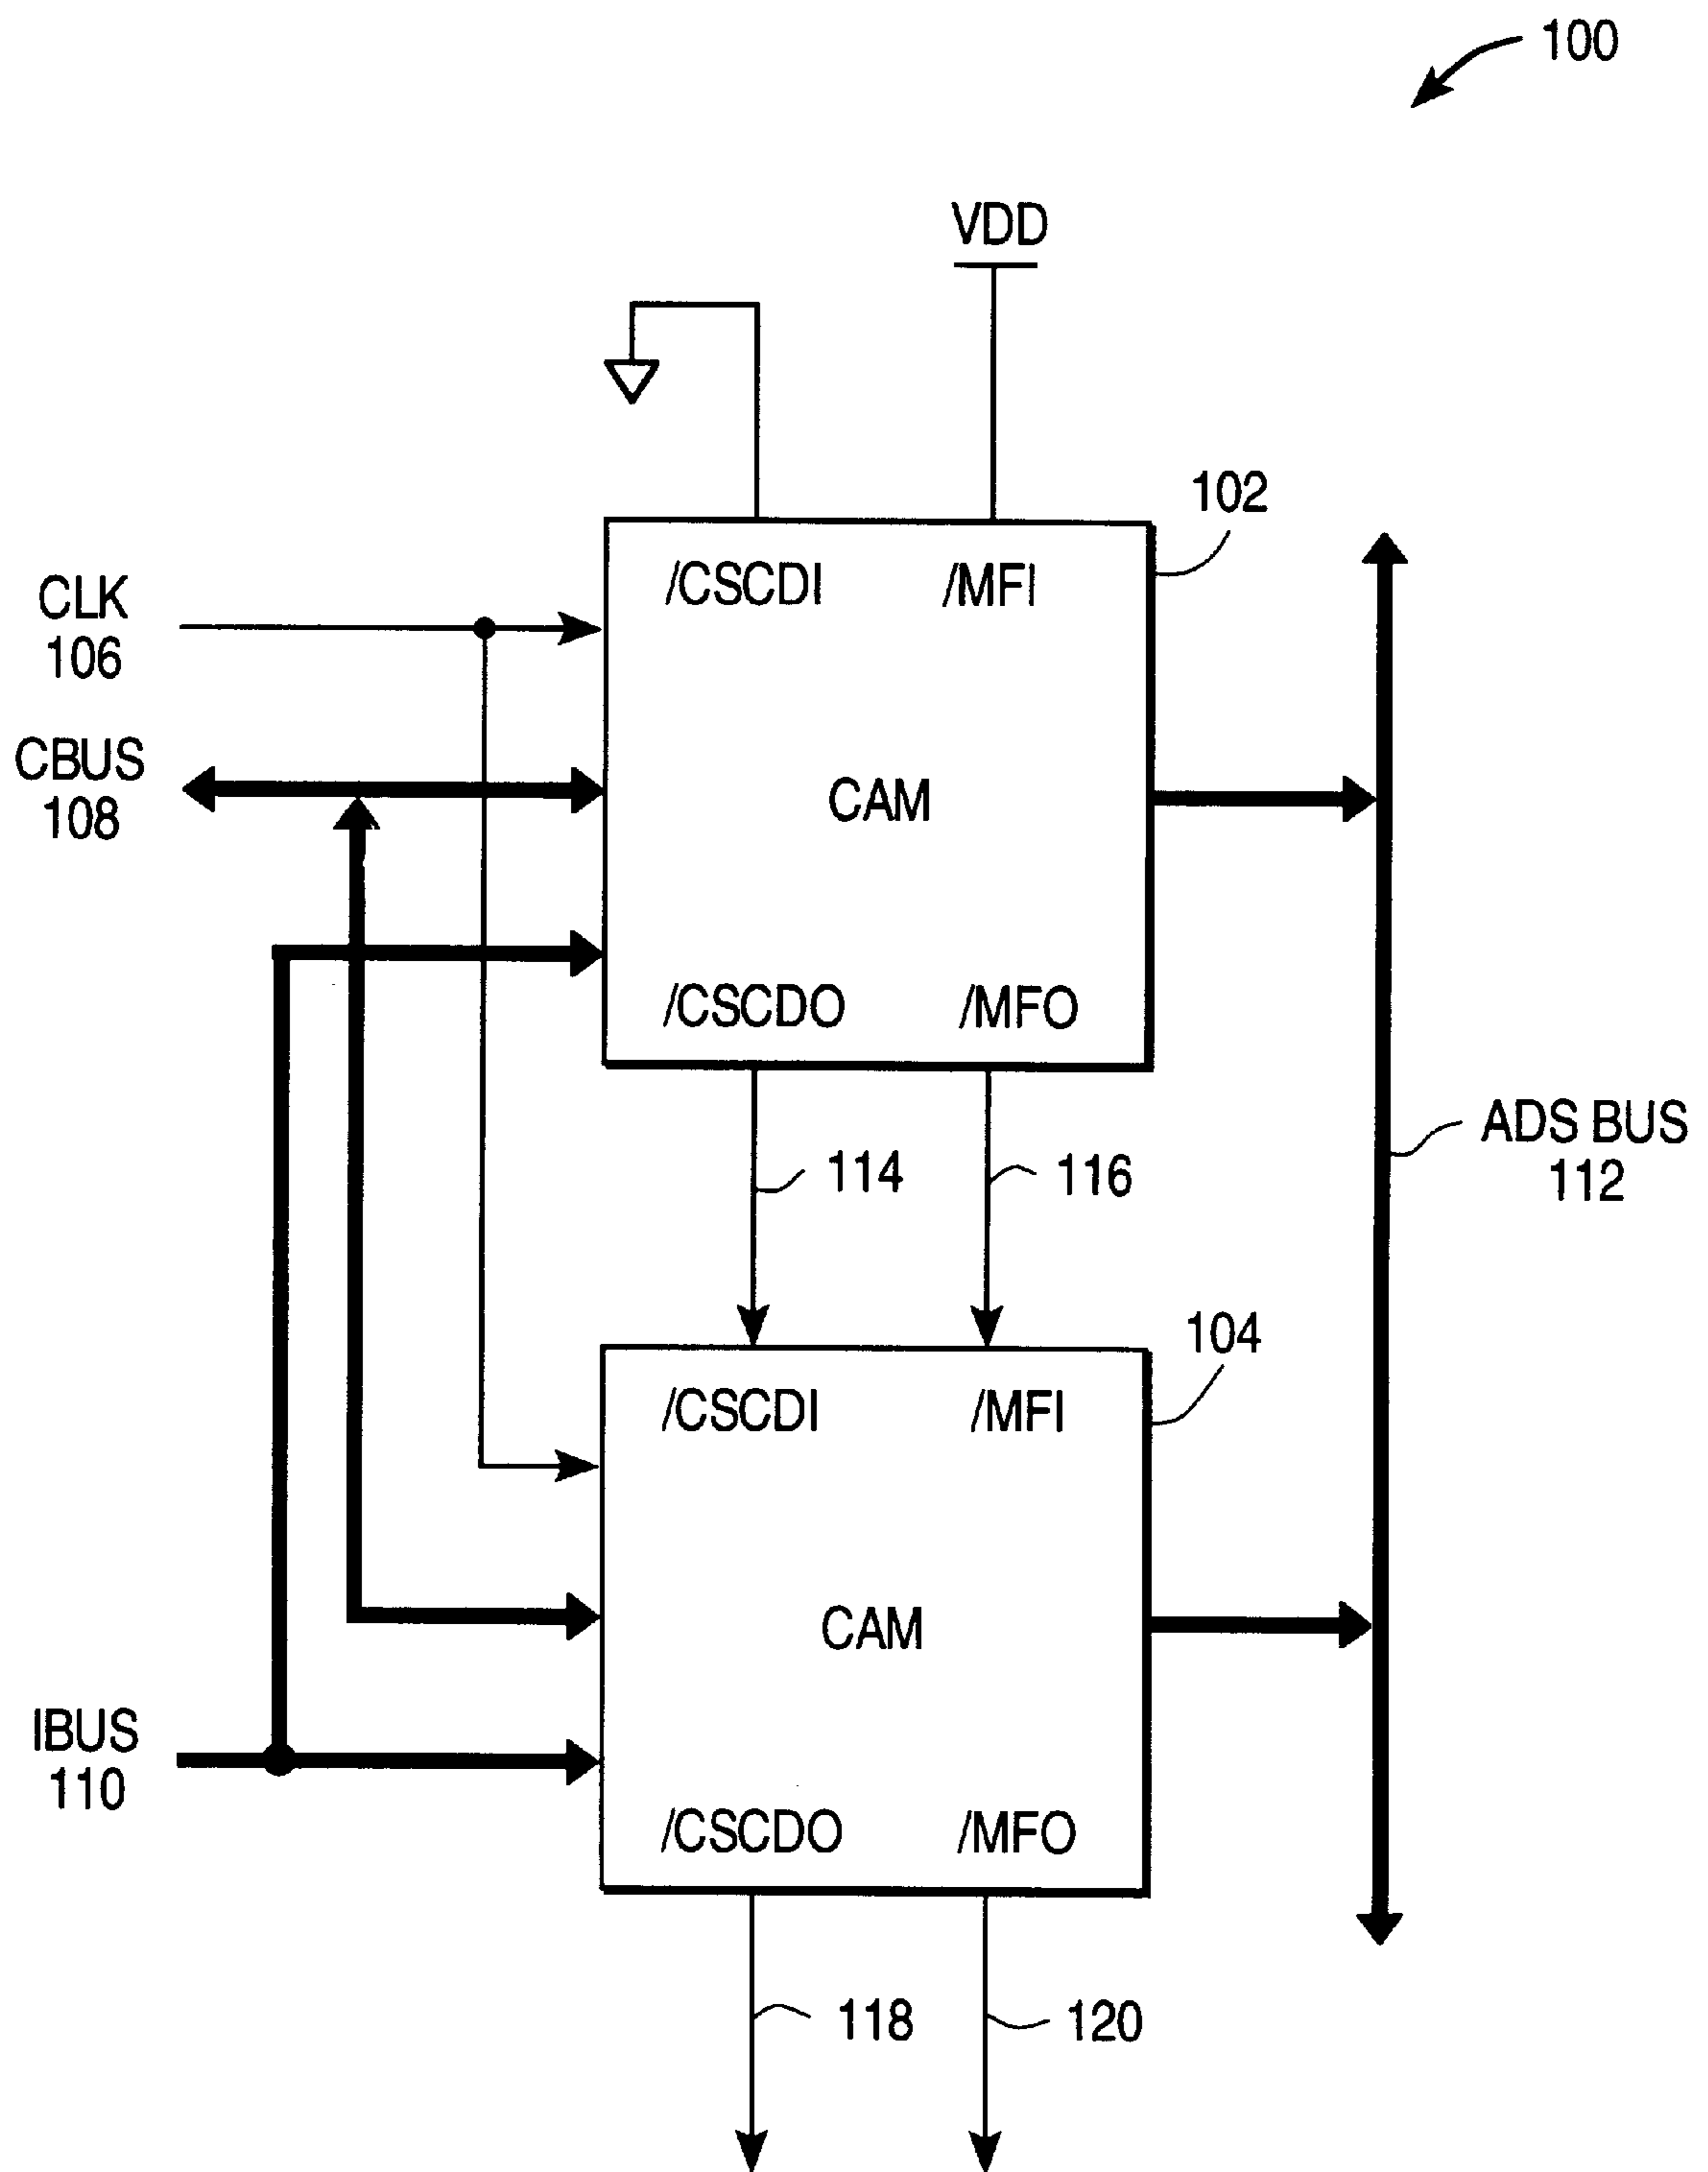 100
VDD
102
/CSCDI /MFI
CLK
106
CBUS
108
CAM
/CSCDO /MFO
ADS BUS
112
114
116
104
/CSCDI /MFI
CAM
IBUS
110
/CSCDO /MFO
118
120